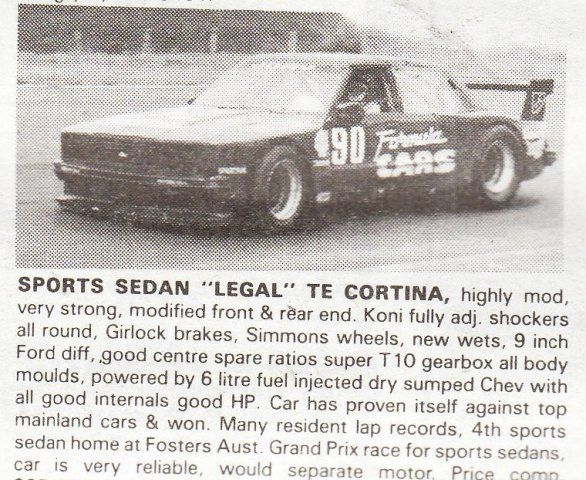 90
Formula
CARS
SPORTS SEDAN "LEGAL" TE CORTINA, highly mod,
very strong, modified front & rear end. Koni fully adj. shockers
all round, Girlock brakes, Simmons wheels, new wets, 9 inch
Ford diff, good centre spare ratios super T10 gearbox all body
moulds, powered by 6 litre fuel injected dry sumped Chev with
all good internals good HP. Car has proven itself against top
mainland cars & won. Many resident lap records, 4th sports
sedan home at Fosters Aust. Grand Prix race for sports sedans,
car is very reliable, would separate motor. Price comp.